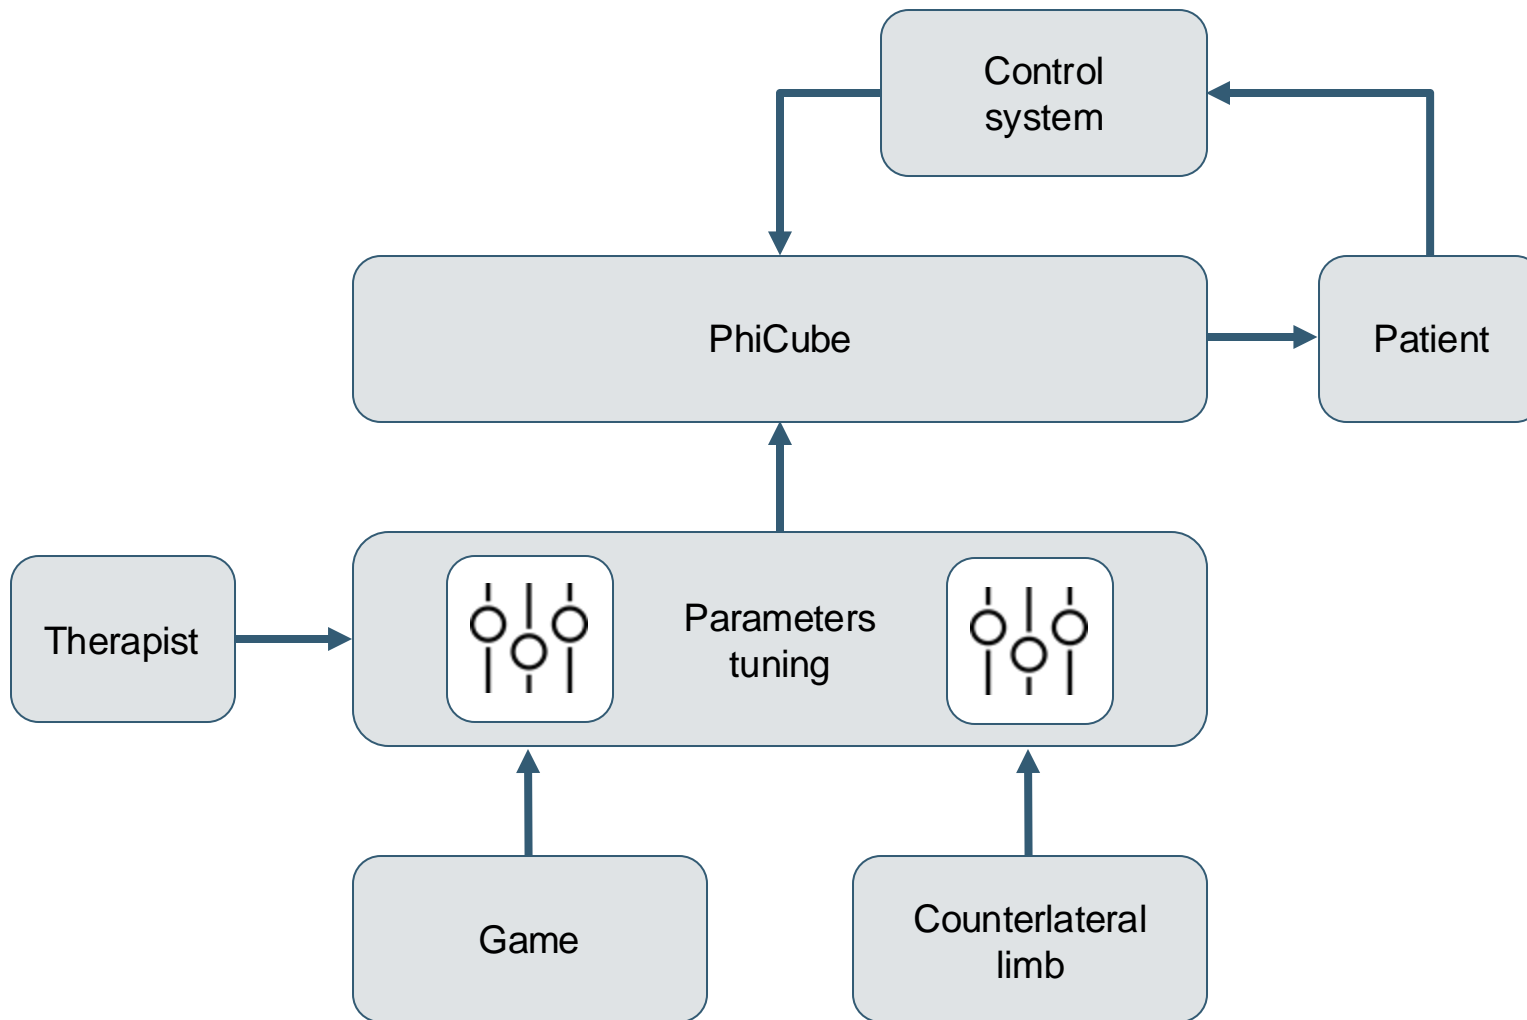 Control
system
PhiCube
Patient
Therapist
Parameters
tuning
Game
Counterlateral
limb